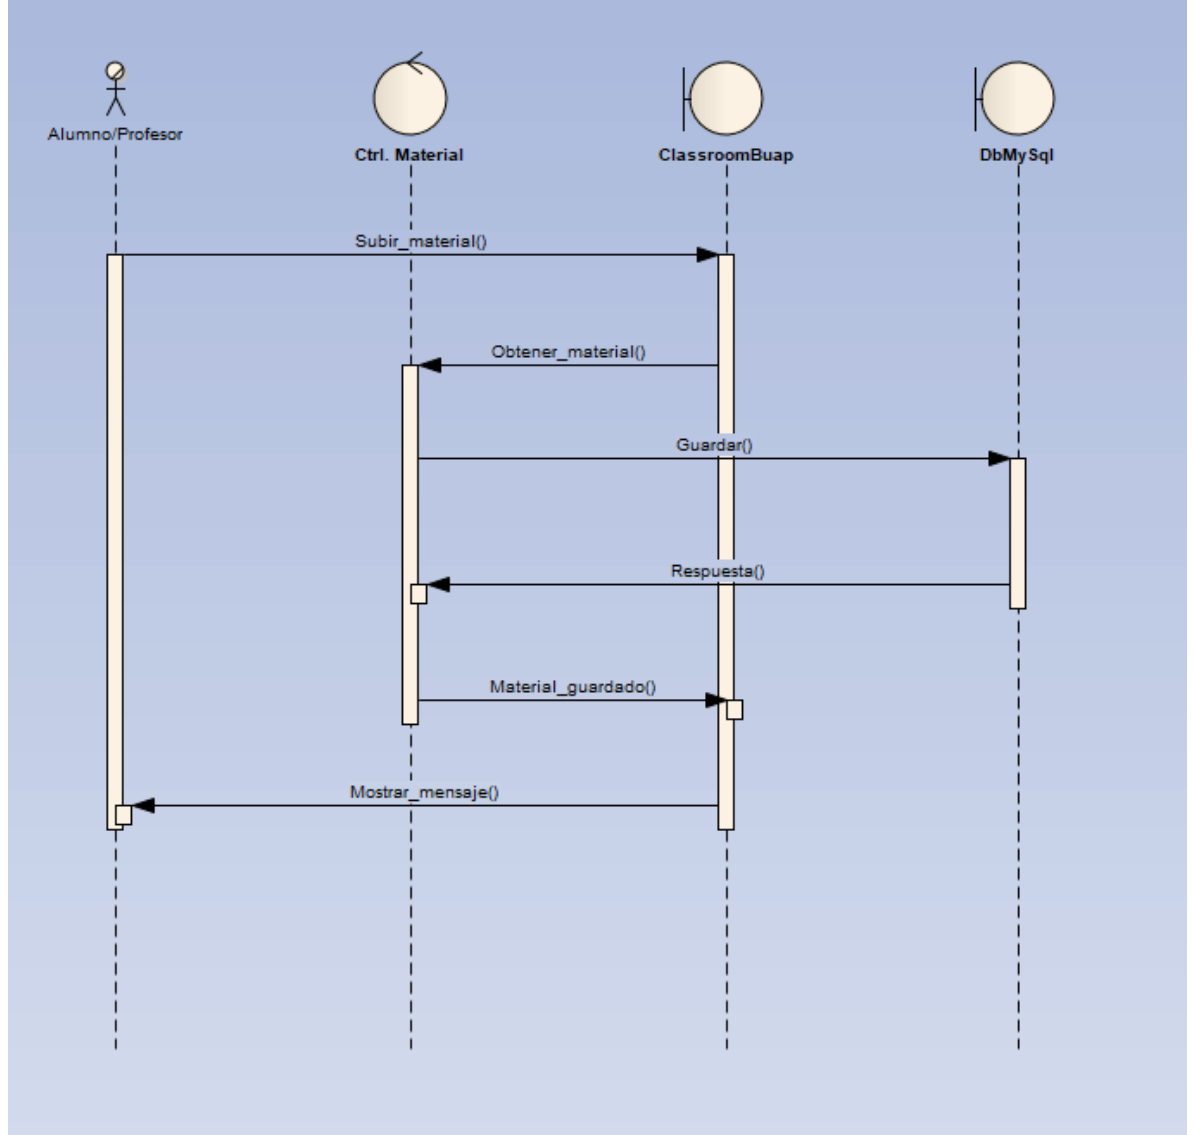 Alumno/Profesor
Ctrl. Material
ClassroomBuap
DbMySql
Subir_material()
Obtener_material()
Guardar()
Respuesta()
Material_guardado()
Mostrar_mensaje()